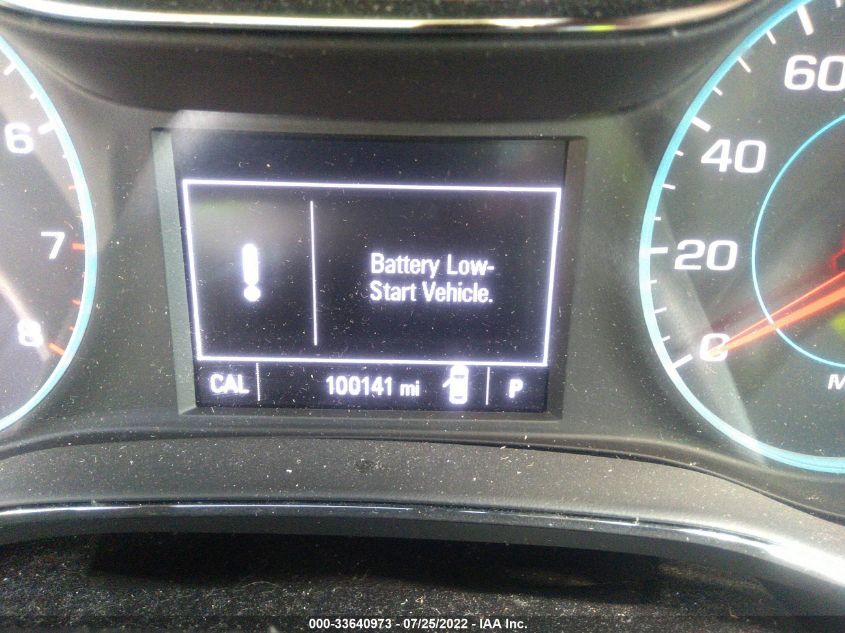 6
7
8
Battery Low-
Start Vehicle.
CAL 100141 mi P
60
40
20
0
M
000-33640973 - 07/25/2022 - IAA Inc.